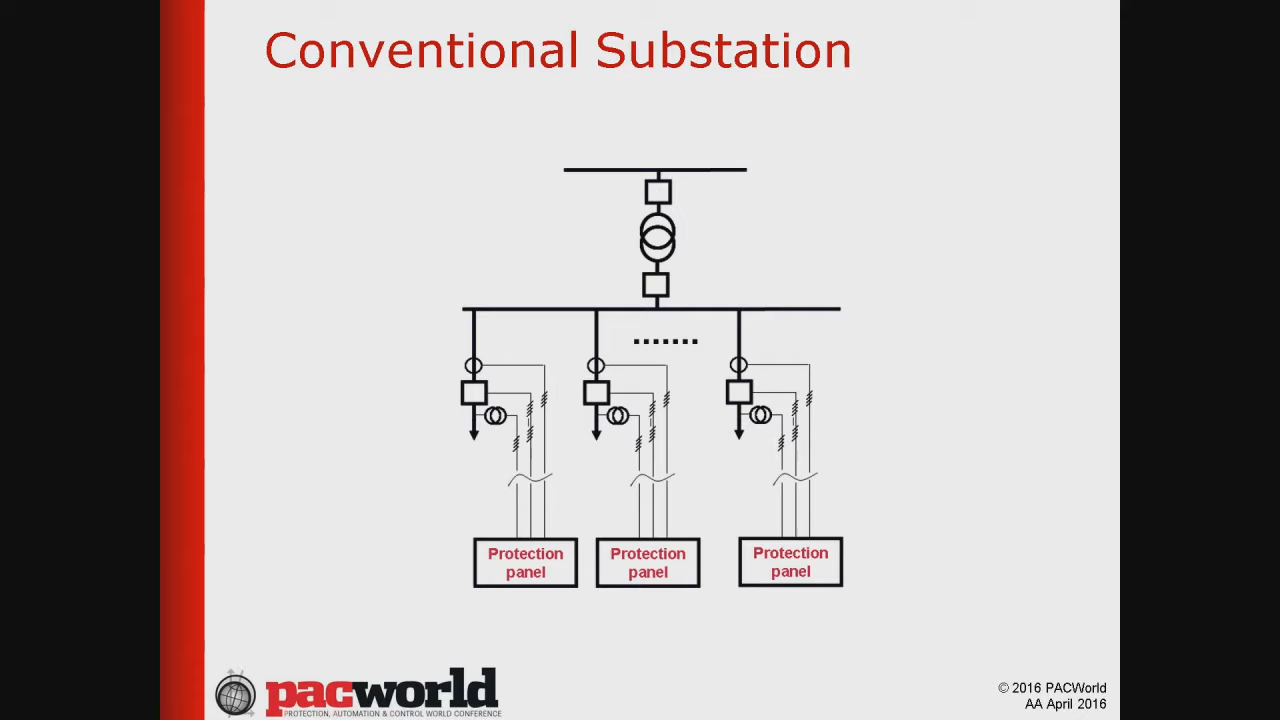 Conventional Substation
.......
Protection
panel
Protection
panel
Protection
panel
pacworld
PROTECTION, AUTOMATION & CONTROL WORLD CONFERENCE
© 2016 PACWorld
AA April 2016